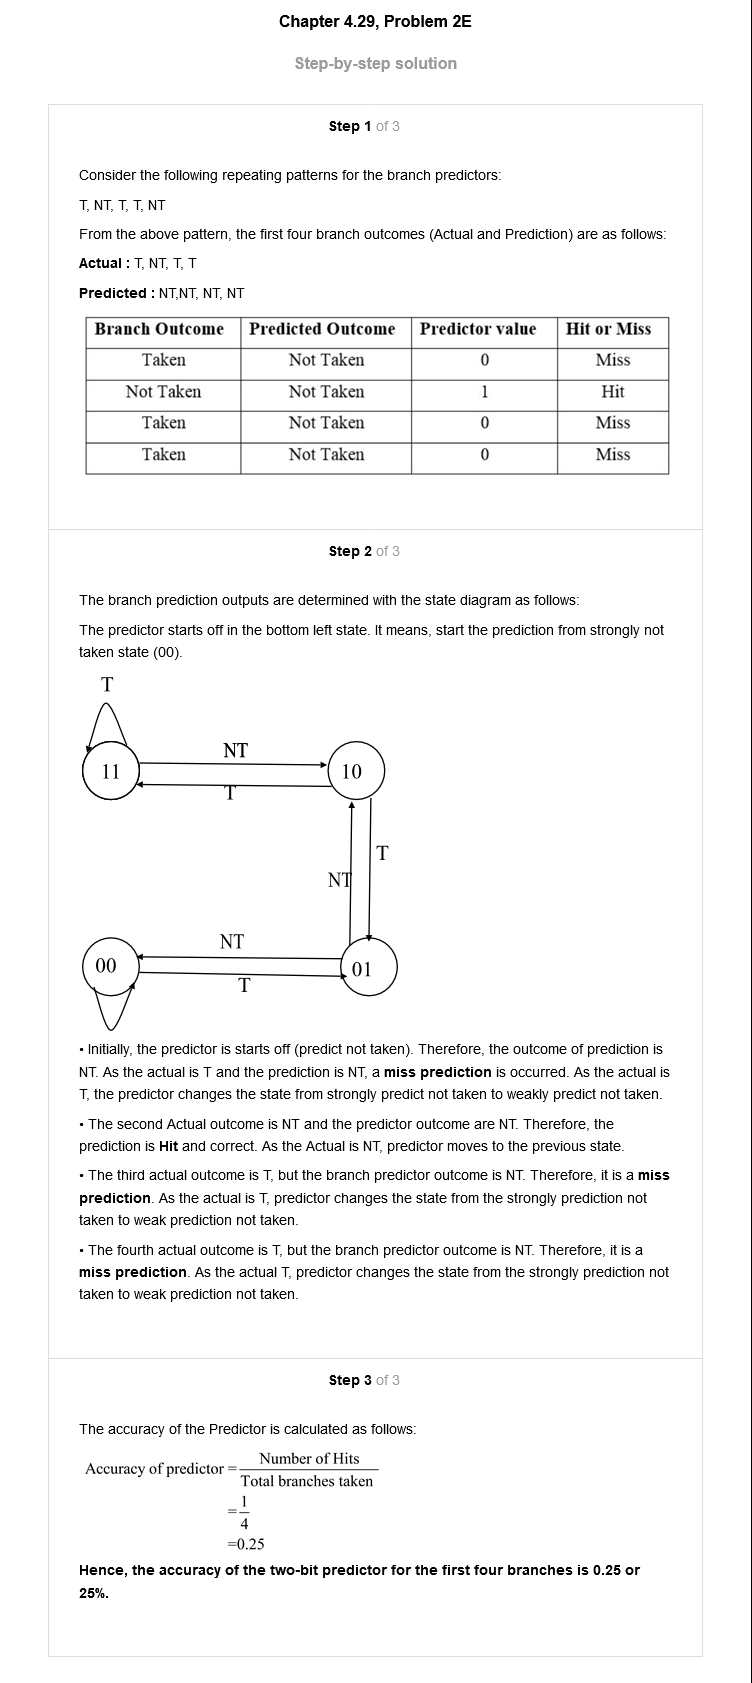 Chapter 4.29, Problem 2E
Step-by-step solution
Step 1 of 3
Consider the following repeating patterns for the branch predictors:
T, NT, T, T, NT
From the above pattern, the first four branch outcomes (Actual and Prediction) are as follows:
Actual : T, NT, T, T
Predicted : NT,NT, NT, NT
Branch Outcome Predicted Outcome Predictor value Hit or Miss
Taken Not Taken 0 Miss
Not Taken Not Taken 1 Hit
Taken Not Taken 0 Miss
Taken Not Taken 0 Miss
Step 2 of 3
The branch prediction outputs are determined with the state diagram as follows:
The predictor starts off in the bottom left state. It means, start the prediction from strongly not
taken state (00).
T
NT
11 10
T
T
NT
NT
00 01
T
• Initially, the predictor is starts off (predict not taken). Therefore, the outcome of prediction is
NT. As the actual is T and the prediction is NT, a miss prediction is occurred. As the actual is
T, the predictor changes the state from strongly predict not taken to weakly predict not taken.
• The second Actual outcome is NT and the predictor outcome are NT. Therefore, the
prediction is Hit and correct. As the Actual is NT, predictor moves to the previous state.
• The third actual outcome is T, but the branch predictor outcome is NT. Therefore, it is a miss
prediction. As the actual is T, predictor changes the state from the strongly prediction not
taken to weak prediction not taken.
• The fourth actual outcome is T, but the branch predictor outcome is NT. Therefore, it is a
miss prediction. As the actual T, predictor changes the state from the strongly prediction not
taken to weak prediction not taken.
Step 3 of 3
The accuracy of the Predictor is calculated as follows:
Number of Hits
Accuracy of predictor =
Total branches taken
1
=
4
=0.25
Hence, the accuracy of the two-bit predictor for the first four branches is 0.25 or
25%.